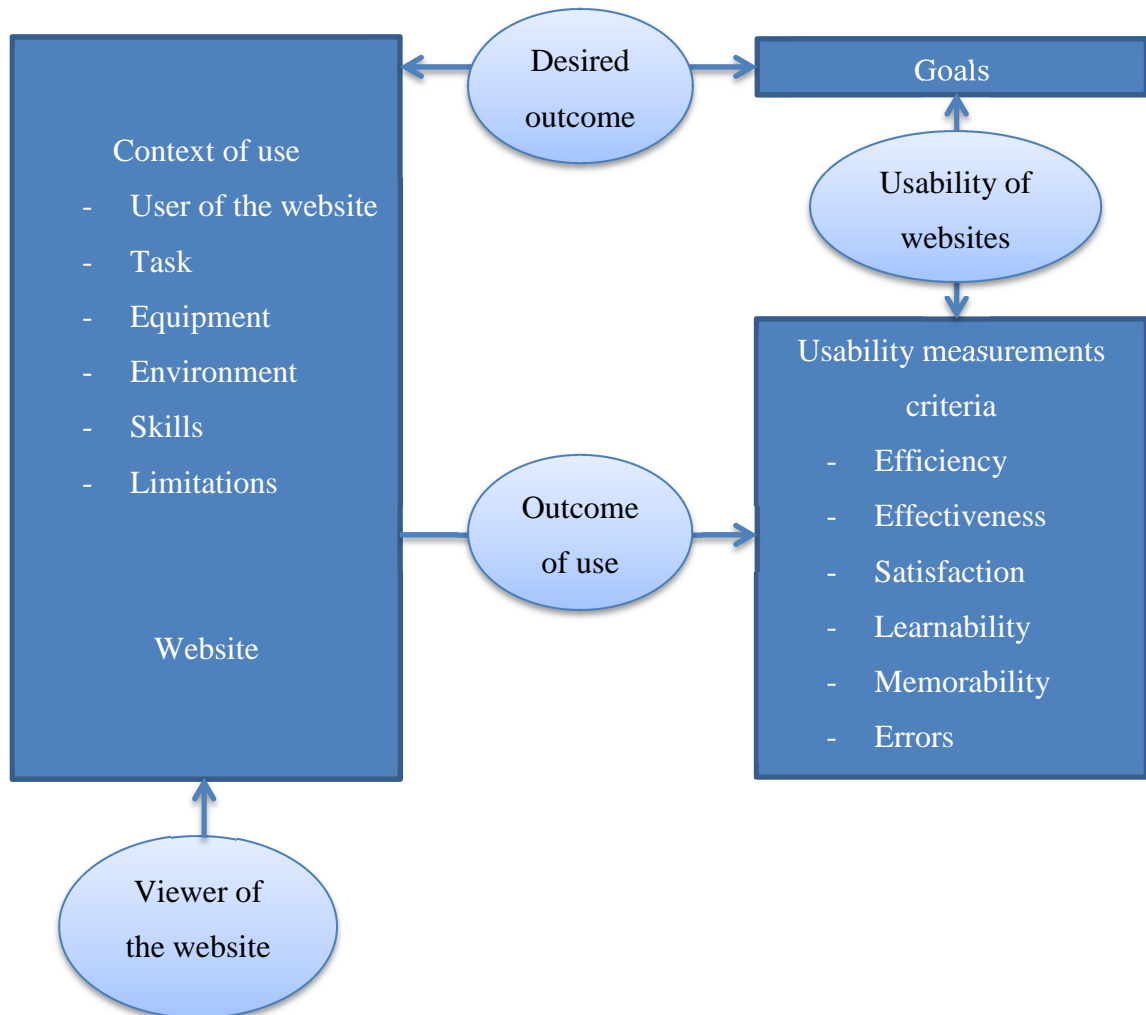 Desired
outcome
Goals
Context of use
- User of the website
- Task
- Equipment
- Environment
- Skills
- Limitations
Website
Usability of
websites
Outcome
of use
Usability measurements
criteria
- Efficiency
- Effectiveness
- Satisfaction
- Learnability
- Memorability
- Errors
Viewer of
the website